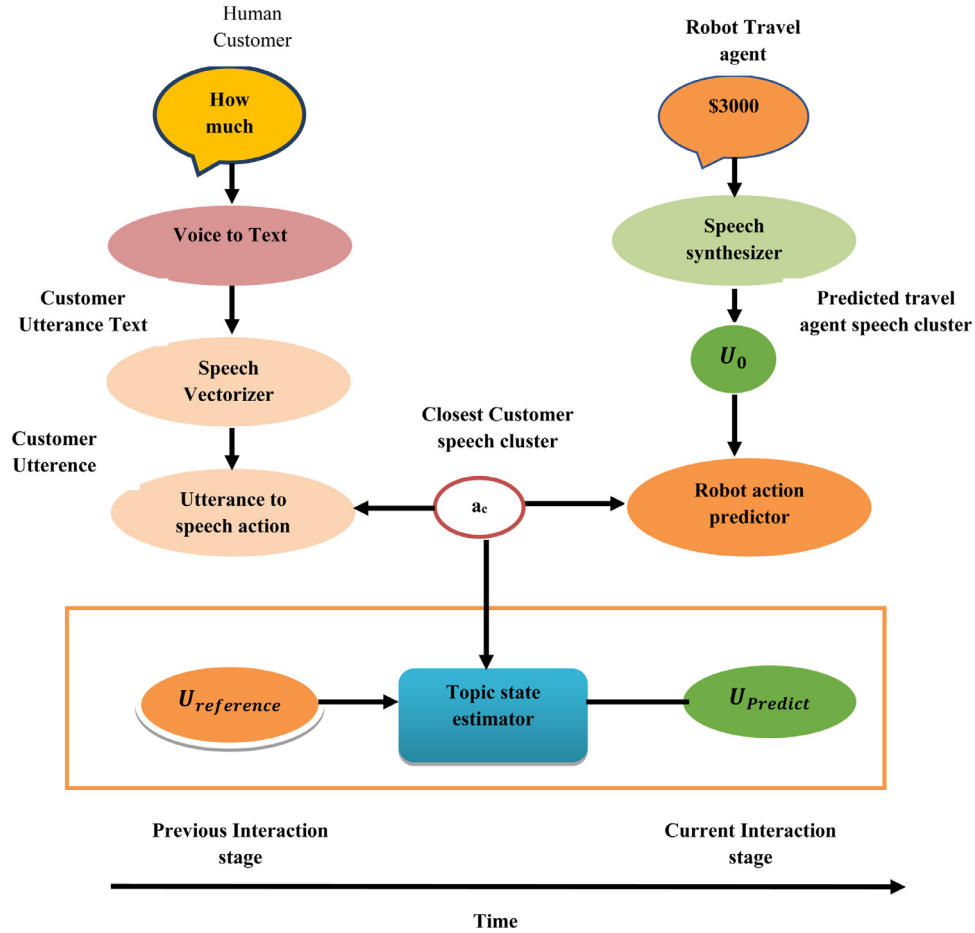 Human
Customer
Robot Travel
agent
How
much
$3000
Voice to Text
Speech
synthesizer
Customer
Utterance Text
Predicted travel
agent speech cluster
U0
Speech
Vectorizer
Closest Customer
speech cluster
Customer
Utterence
Utterance to
speech action
ac
Robot action
predictor
Ureference
Topic state
estimator
UPredict
Previous Interaction
stage
Current Interaction
stage
Time